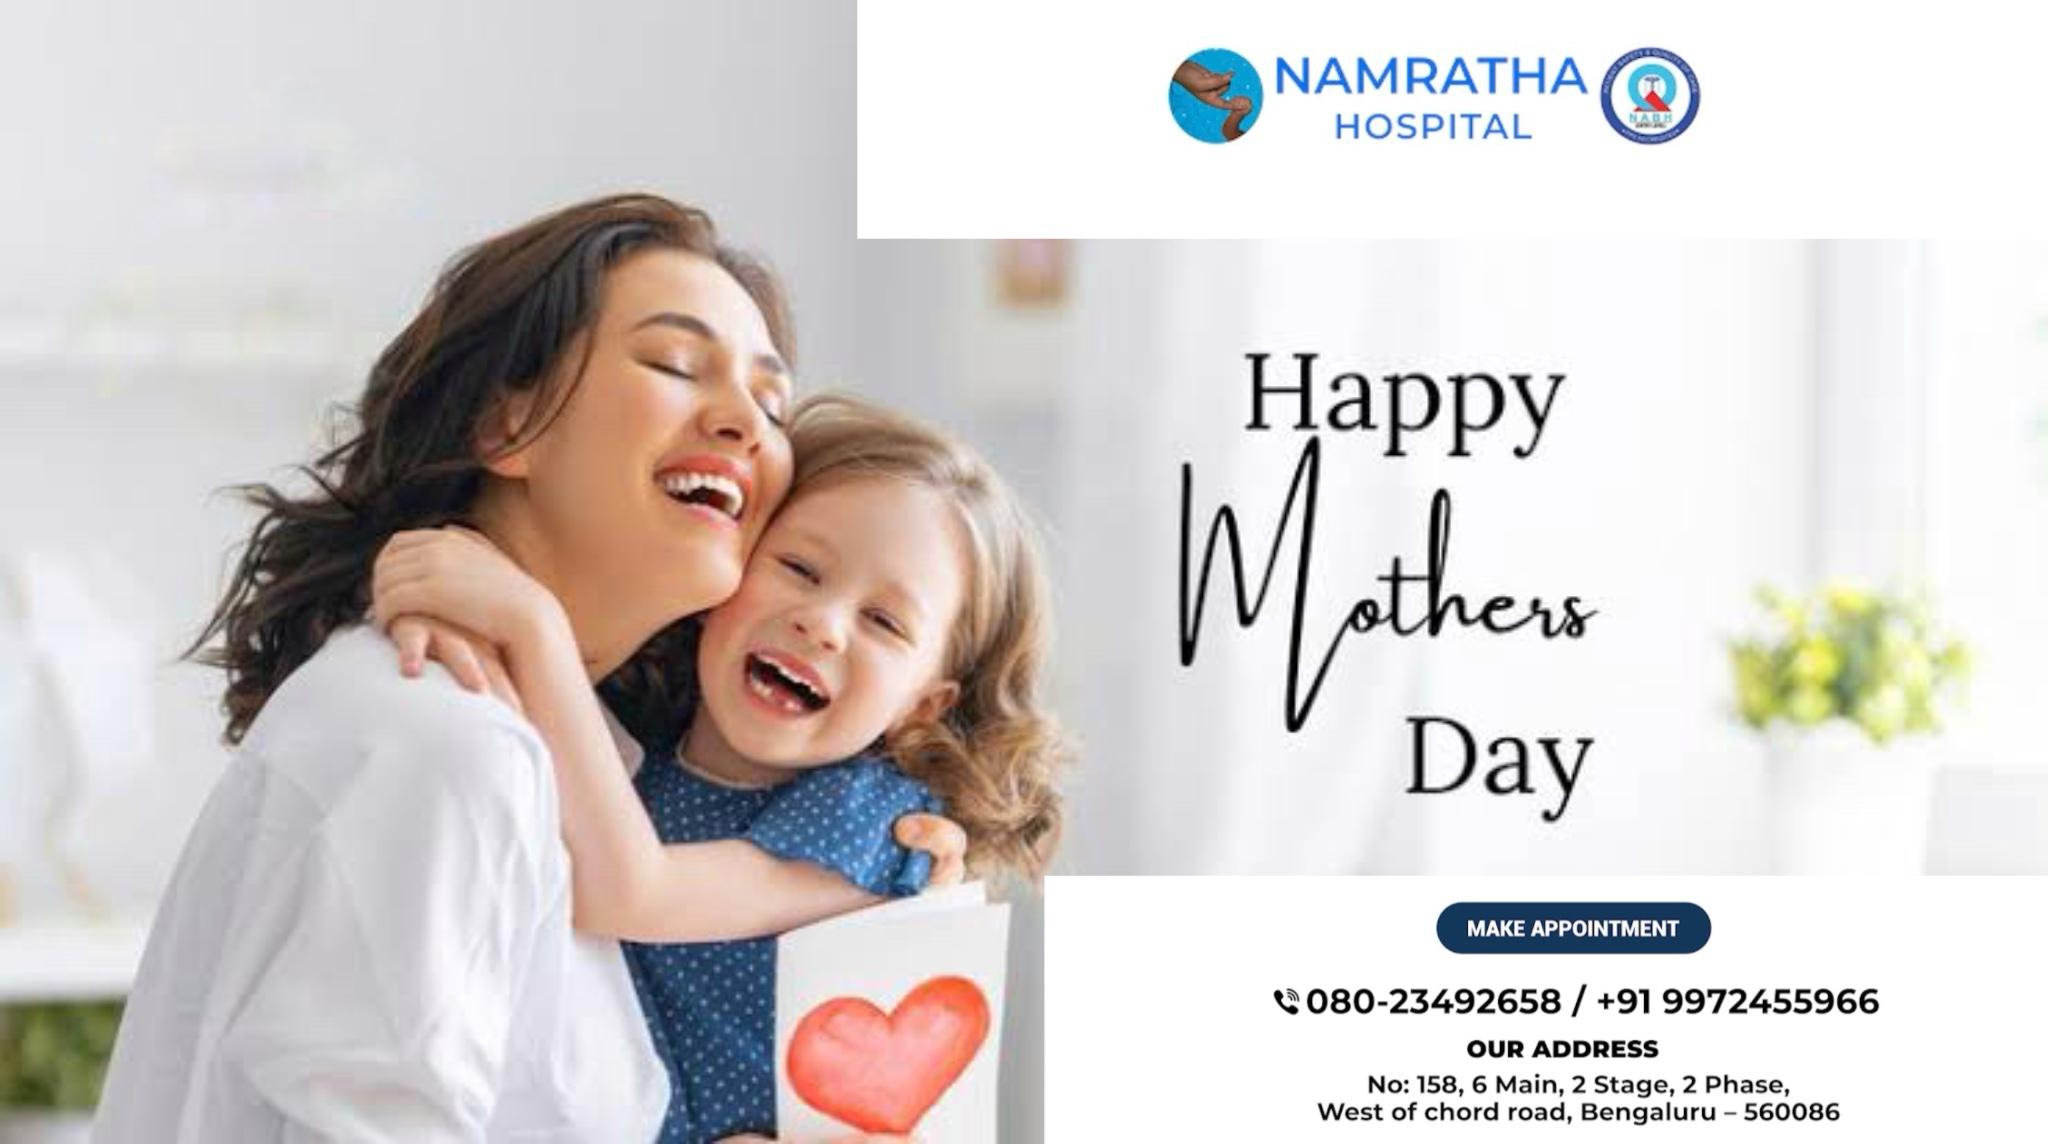 NAMRATHA
HOSPITAL
NABH
Happy
Mothers
Day
MAKE APPOINTMENT
080-23492658 / +91 9972455966
OUR ADDRESS
No: 158, 6 Main, 2 Stage, 2 Phase,
West of chord road, Bengaluru – 560086